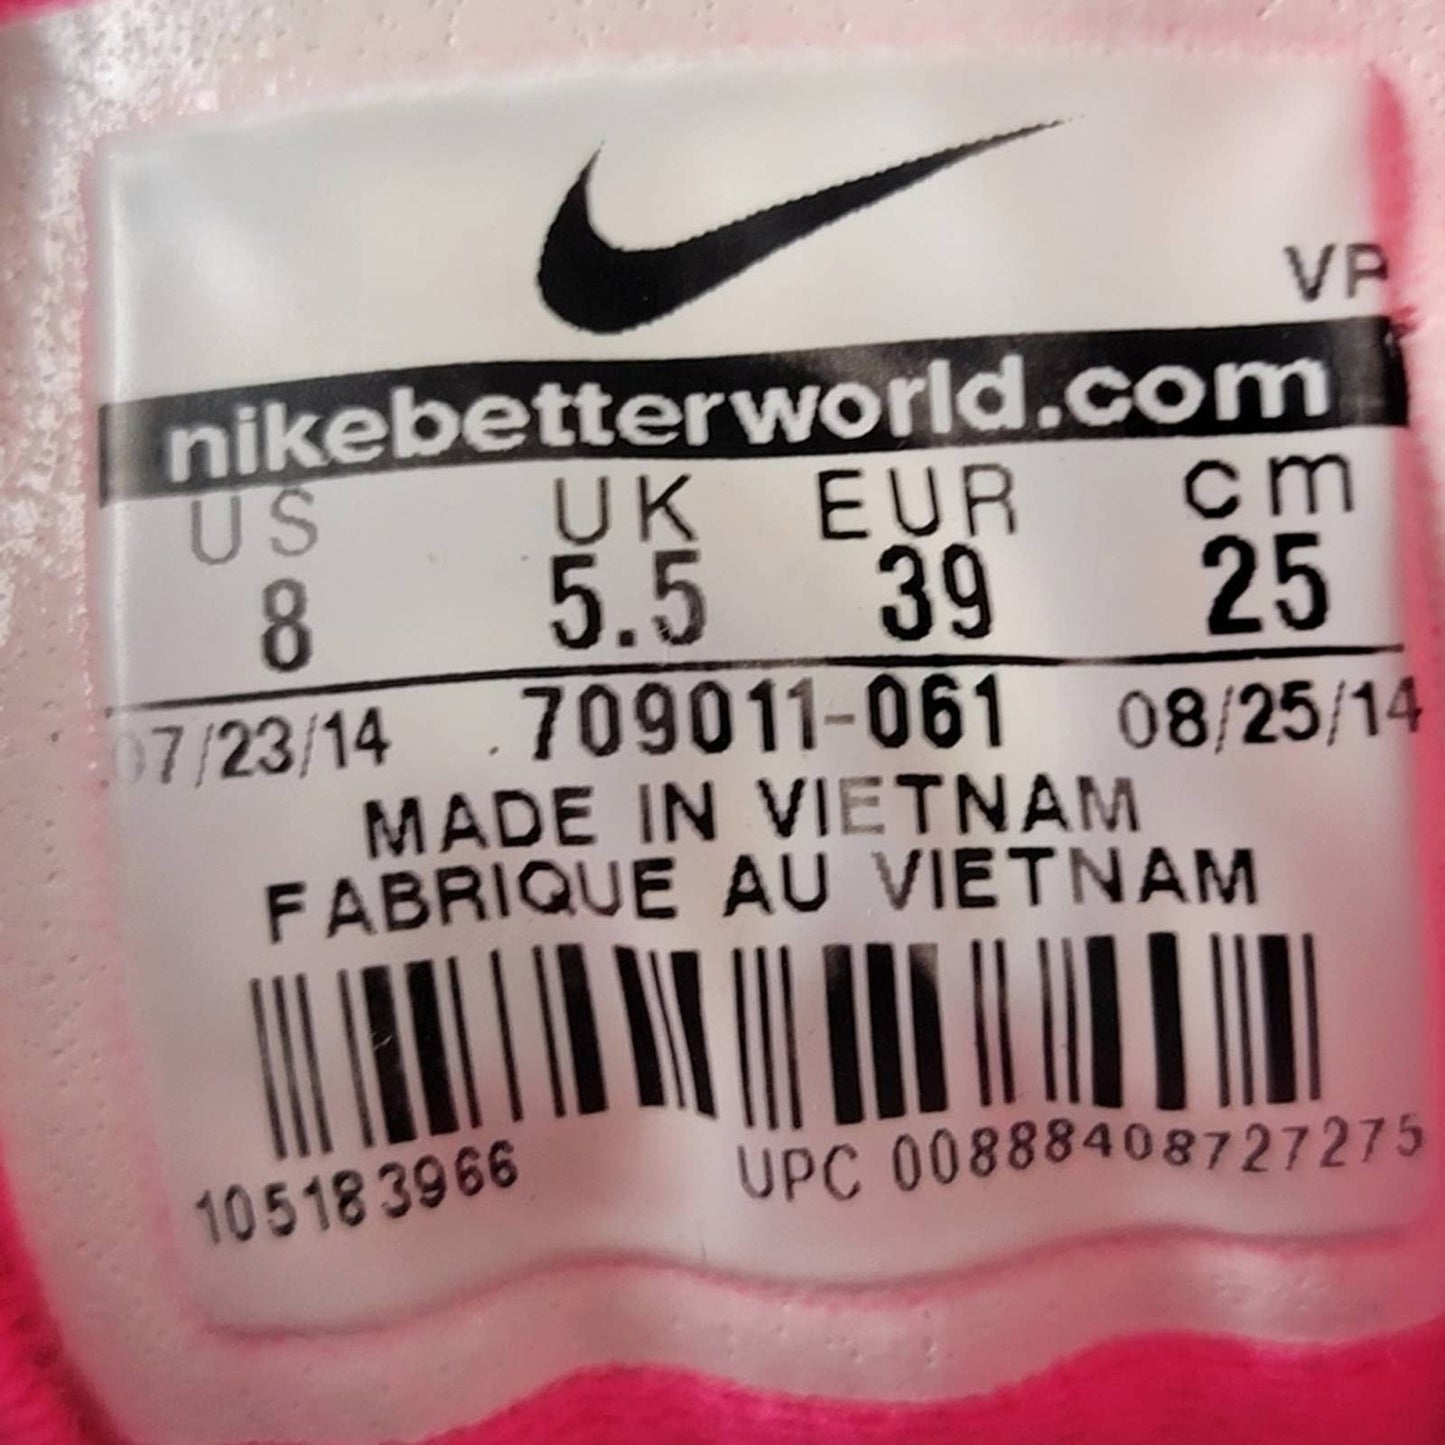 VP
nikebetterworld.com
US UK EUR cm
8 5.5 39 25
07/23/14 709011-061 08/25/14
MADE IN VIETNAM
FABRIQUE AU VIETNAM
105183966 UPC 00888408727275